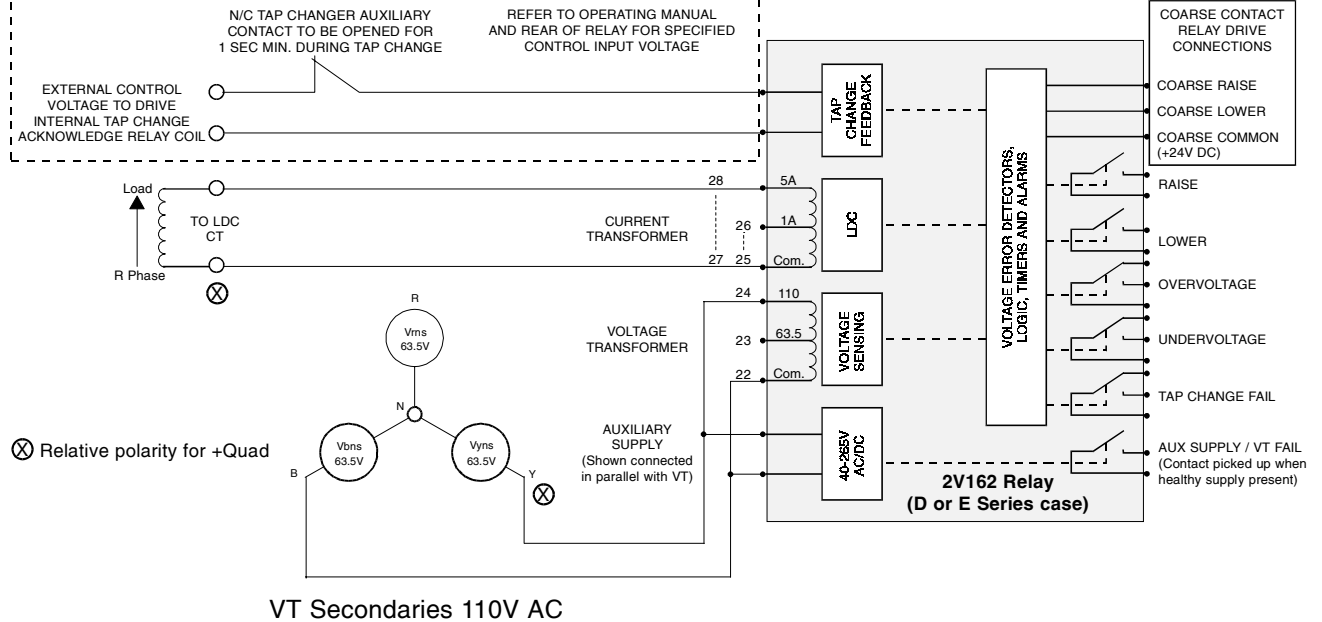 N/C TAP CHANGER AUXILIARY
CONTACT TO BE OPENED FOR
1 SEC MIN. DURING TAP CHANGE
REFER TO OPERATING MANUAL
AND REAR OF RELAY FOR SPECIFIED
CONTROL INPUT VOLTAGE
COARSE CONTACT
RELAY DRIVE
CONNECTIONS
EXTERNAL CONTROL
VOLTAGE TO DRIVE
INTERNAL TAP CHANGE
ACKNOWLEDGE RELAY COIL
TAP
CHANGE
FEEDBACK
COARSE RAISE
COARSE LOWER
COARSE COMMON
(+24V DC)
Load
R Phase
TO LDC
CT
CURRENT
TRANSFORMER
28
27
26
25
5A
1A
Com.
LDC
VOLTAGE ERROR DETECTORS,
LOGIC, TIMERS AND ALARMS
RAISE
LOWER
OVERVOLTAGE
UNDERVOLTAGE
TAP CHANGE FAIL
AUX SUPPLY / VT FAIL
(Contact picked up when
healthy supply present)
VOLTAGE
TRANSFORMER
24
23
22
110
63.5
Com.
VOLTAGE
SENSING
R
Vrns
63.5V
N
Vbns
63.5V
Vyns
63.5V
B
Y
X Relative polarity for +Quad
AUXILIARY
SUPPLY
(Shown connected
in parallel with VT)
40-265V
AC/DC
2V162 Relay
(D or E Series case)
VT Secondaries 110V AC